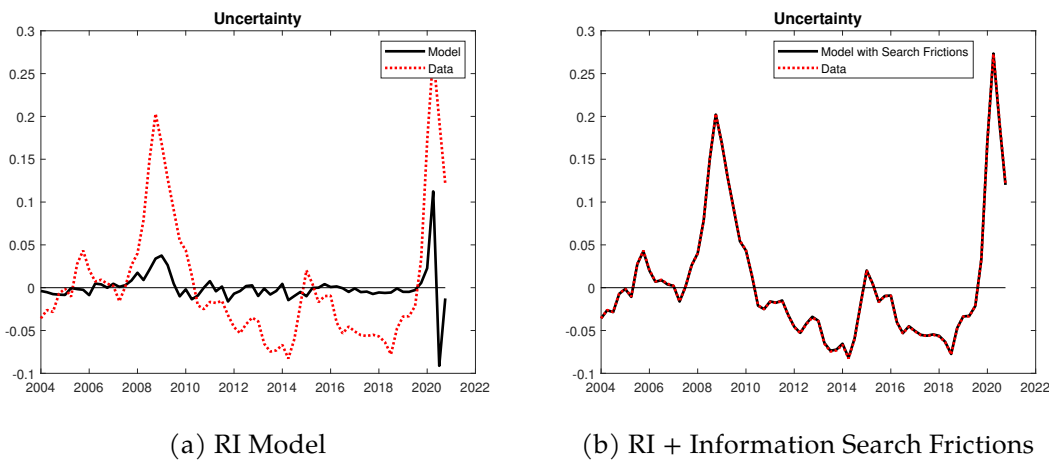 Uncertainty
0.3
0.25
0.2
0.15
0.1
0.05
0
-0.05
-0.1
2004 2006 2008 2010 2012 2014 2016 2018 2020 2022
Model
Data
(a) RI Model
Uncertainty
0.3
0.25
0.2
0.15
0.1
0.05
0
-0.05
-0.1
2004 2006 2008 2010 2012 2014 2016 2018 2020 2022
Model with Search Frictions
Data
(b) RI + Information Search Frictions